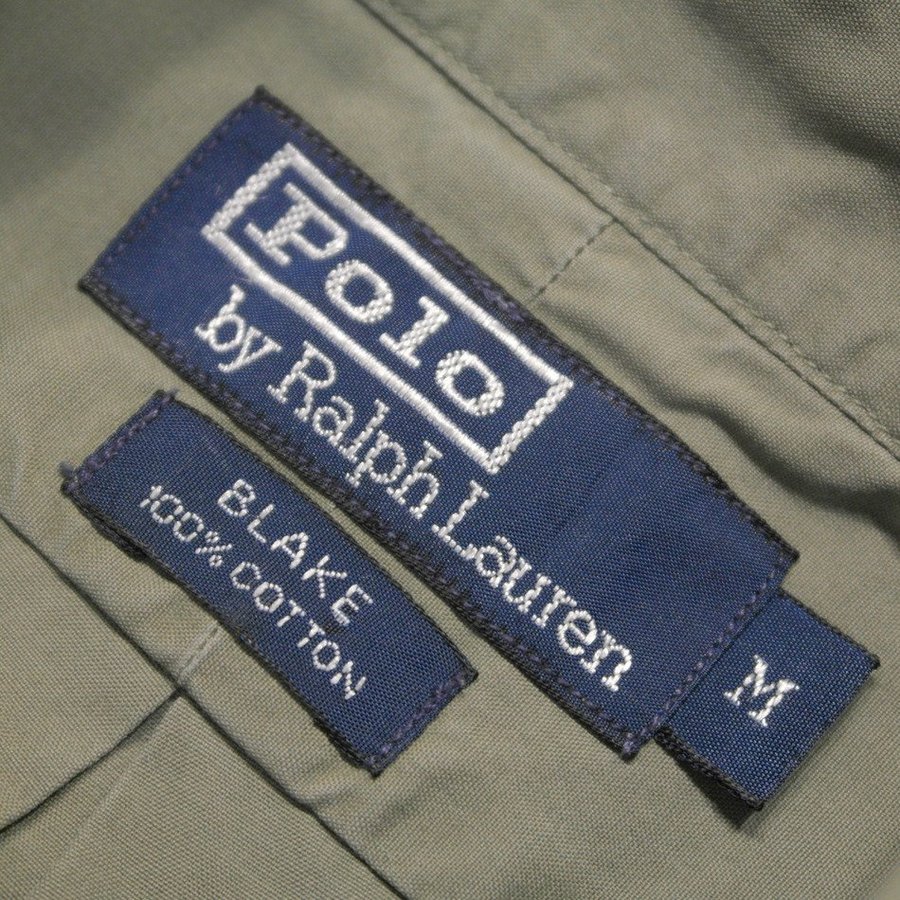 Polo
by Ralph Lauren
M
BLAKE
100% COTTON